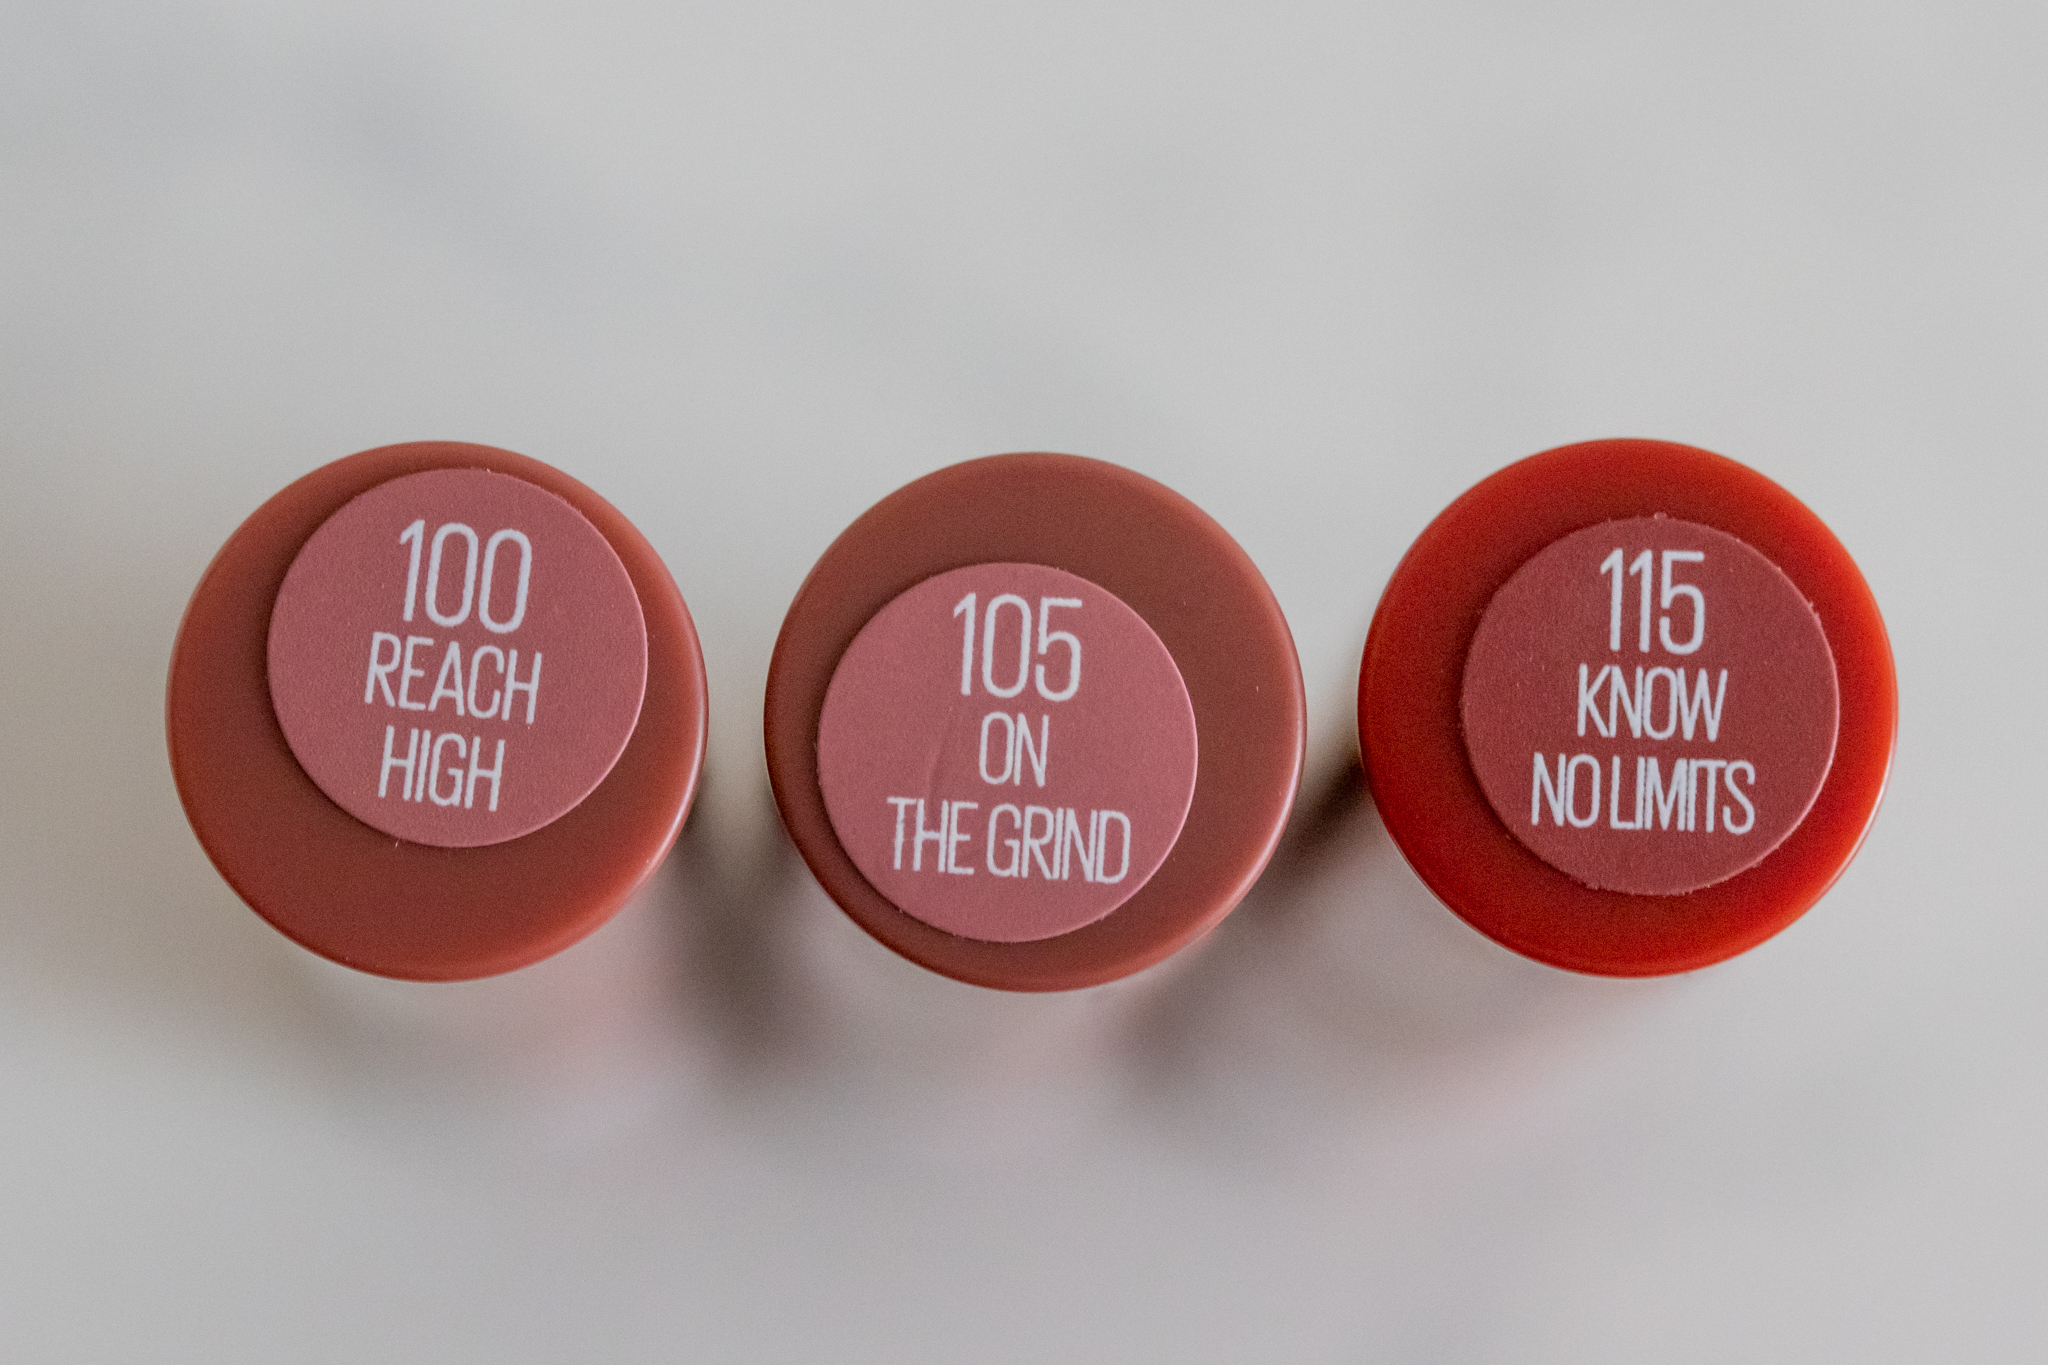 100
REACH
HIGH
105
ON
THE GRIND
115
KNOW
NO LIMITS